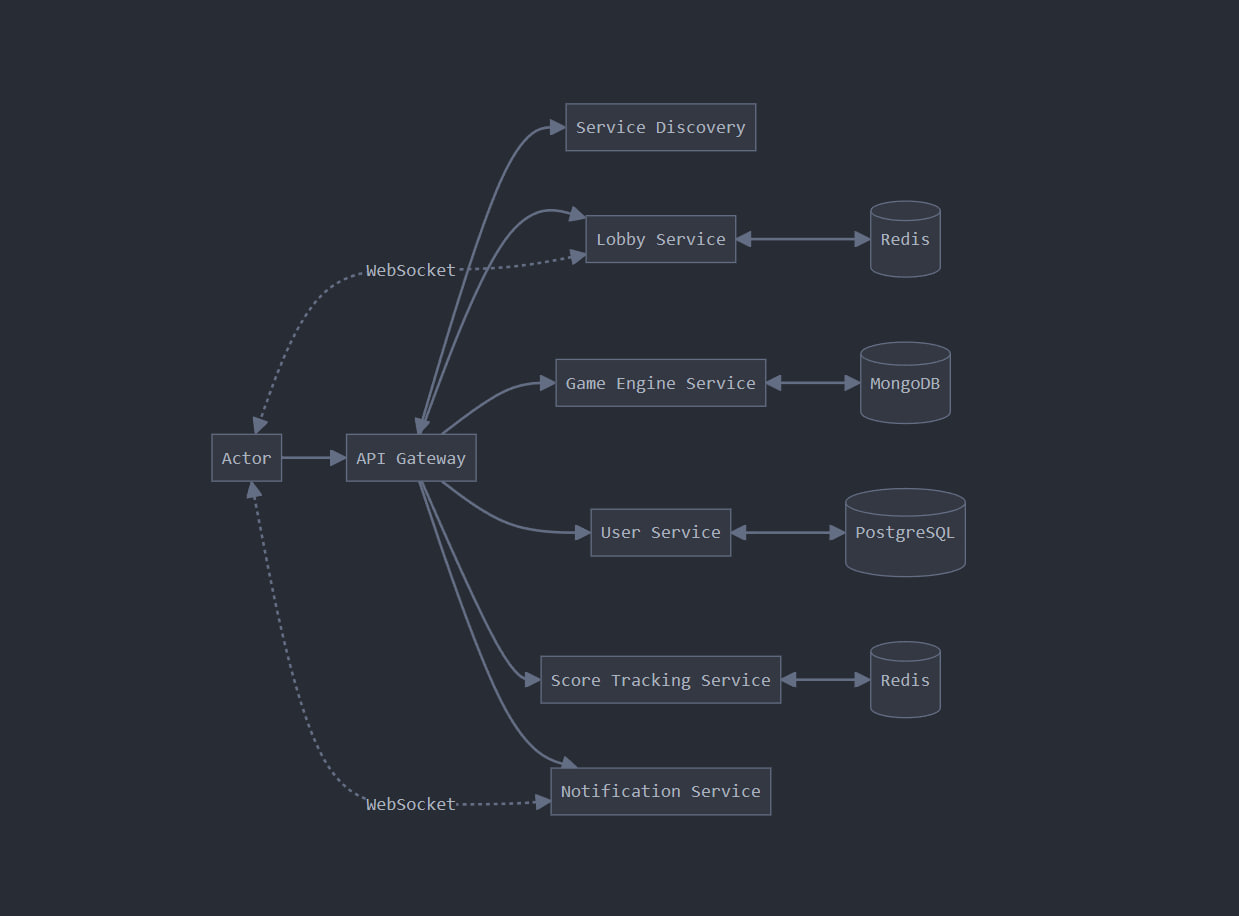 Service Discovery
Lobby Service
Redis
WebSocket
Game Engine Service
MongoDB
Actor
API Gateway
User Service
PostgreSQL
Score Tracking Service
Redis
Notification Service
WebSocket